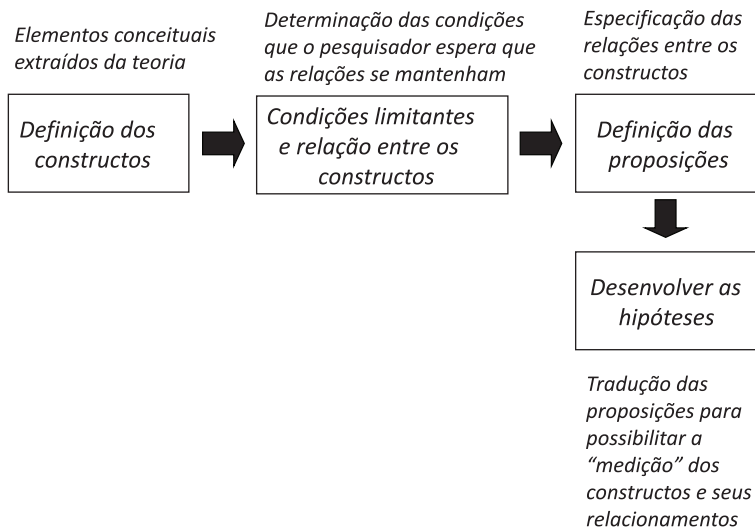 Elementos conceituais
extraídos da teoria
Definição dos
constructos
Determinação das condições
que o pesquisador espera que
as relações se mantenham
Condições limitantes
e relação entre os
constructos
Especificação das
relações entre os
constructos
Definição das
proposições
Desenvolver as
hipóteses
Tradução das
proposições para
possibilitar a
“medição” dos
constructos e seus
relacionamentos